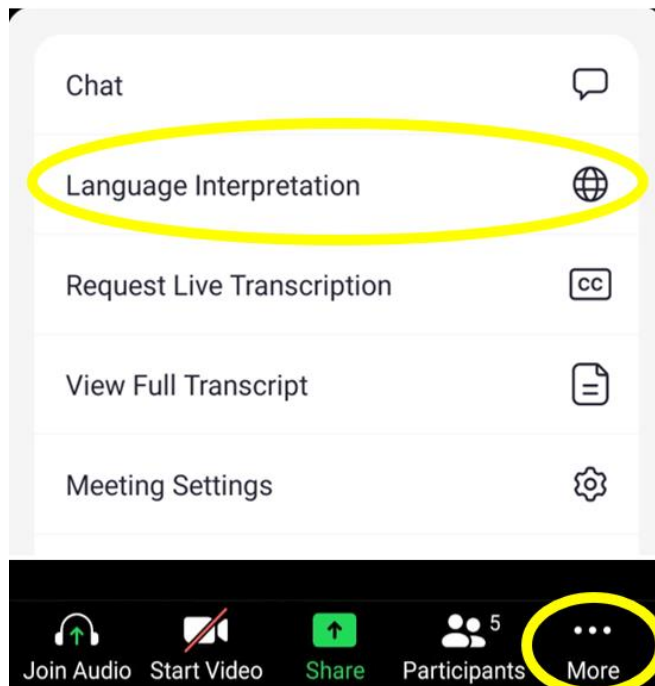 Chat
Language Interpretation
Request Live Transcription
CC
View Full Transcript
Meeting Settings
5
Join Audio Start Video Share Participants More